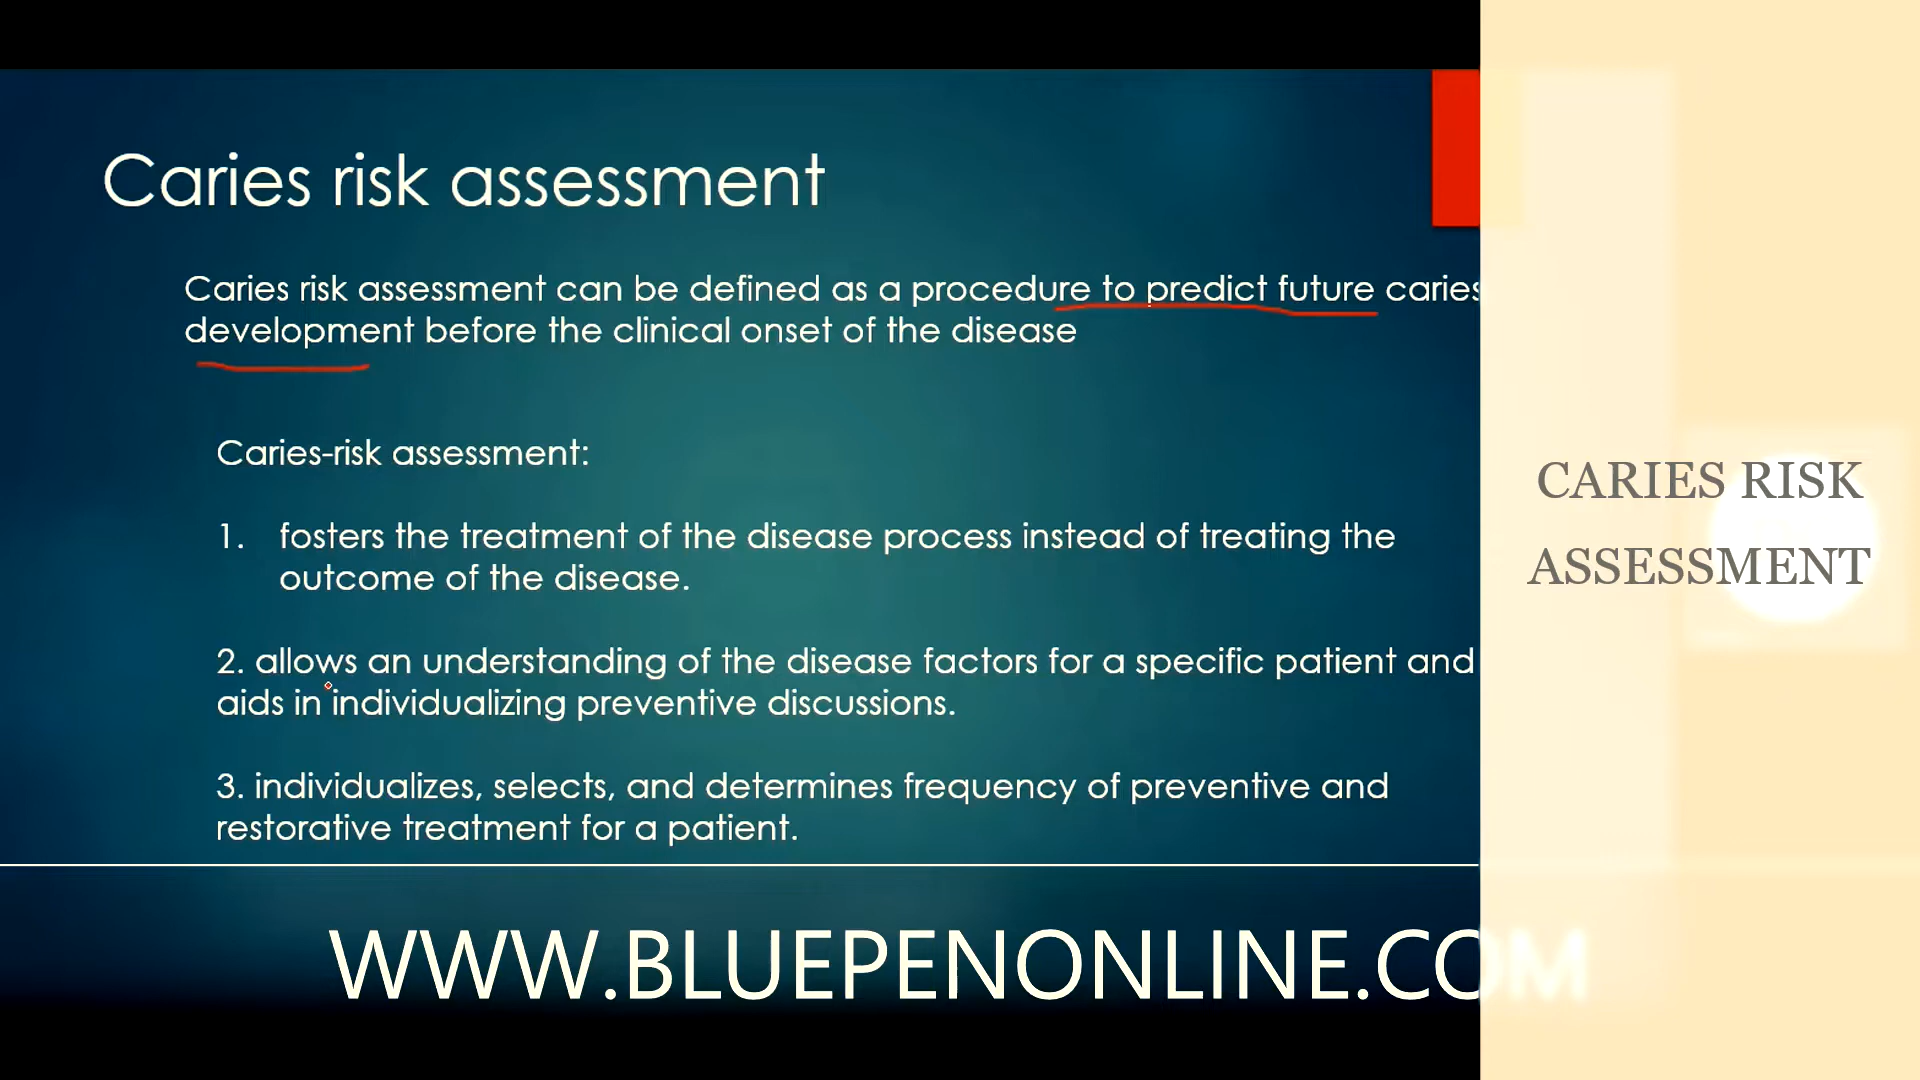 Caries risk assessment
Caries risk assessment can be defined as a procedure to predict future caries
development before the clinical onset of the disease
Caries-risk assessment:
1. fosters the treatment of the disease process instead of treating the
outcome of the disease.
2. allows an understanding of the disease factors for a specific patient and
aids in individualizing preventive discussions.
3. individualizes, selects, and determines frequency of preventive and
restorative treatment for a patient.
WWW.BLUEPENONLINE.COM
CARIES RISK
ASSESSMENT